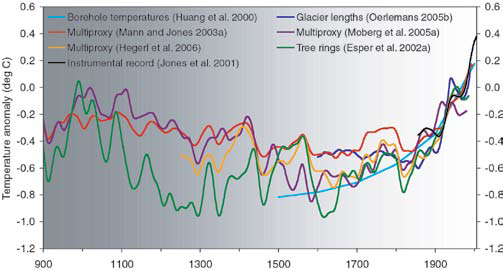 0.6
0.4
0.2
0.0
-0.2
-0.4
-0.6
-0.8
-1.0
-1.2
Temperature anomaly (deg C)
Borehole temperatures (Huang et al. 2000)
Multiproxy (Mann and Jones 2003a)
Multiproxy (Hegerl et al. 2006)
Instrumental record (Jones et al. 2001)
Glacier lengths (Oerlemans 2005b)
Multiproxy (Moberg et al. 2005a)
Tree rings (Esper et al. 2002a)
0.6
0.4
0.2
0.0
-0.2
-0.4
-0.6
-0.8
-1.0
-1.2
900 1100 1300 1500 1700 1900